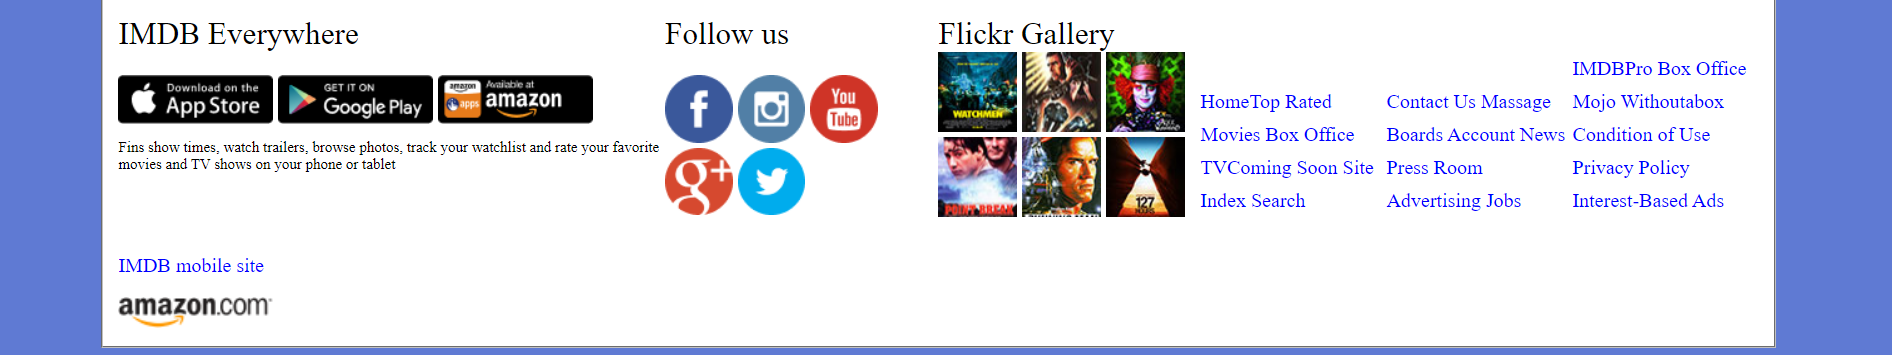 IMDB Everywhere
Download on the
App Store
GET IT ON
Google Play
amazon
apps
Available at
amazon
Fins show times, watch trailers, browse photos, track your watchlist and rate your favorite
movies and TV shows on your phone or tablet
Follow us
f
You
Tube
g+
Flickr Gallery
WATCHMEN
POINT BREAK
127
HOURS
HomeTop Rated
Movies Box Office
TVComing Soon Site
Index Search
Contact Us Massage
Boards Account News
Press Room
Advertising Jobs
IMDBPro Box Office
Mojo Withoutabox
Condition of Use
Privacy Policy
Interest-Based Ads
IMDB mobile site
amazon.com